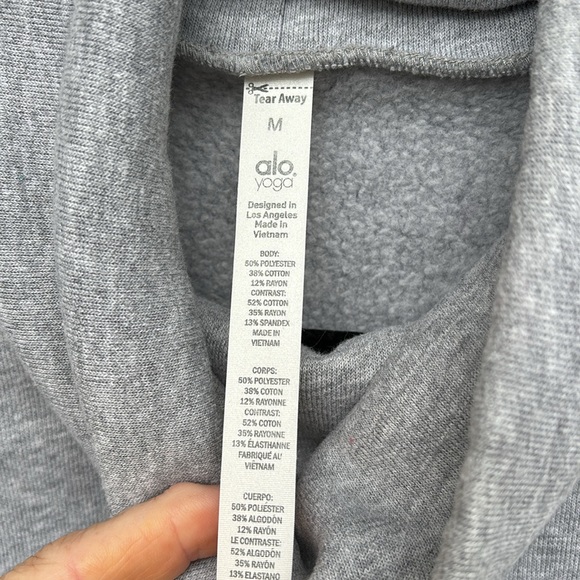 Tear Away
M
alo
yoga
Designed in
Los Angeles
Made in
Vietnam
BODY:
50% POLYESTER
38% COTTON
12% RAYON
CONTRAST:
52% COTTON
35% RAYON
13% SPANDEX
MADE IN
VIETNAM
CORPS:
50% POLYESTER
38% COTON
12% RAYONNE
CONTRAST:
52% COTON
35% RAYONNE
13% ÉLASTHANNE
FABRIQUÉ AU
VIÊTNAM
CUERPO:
50% POLIESTER
38% ALGODÓN
12% RAYÓN
LE CONTRASTE:
52% ALGODÓN
35% RAYÓN
13% ELASTANO